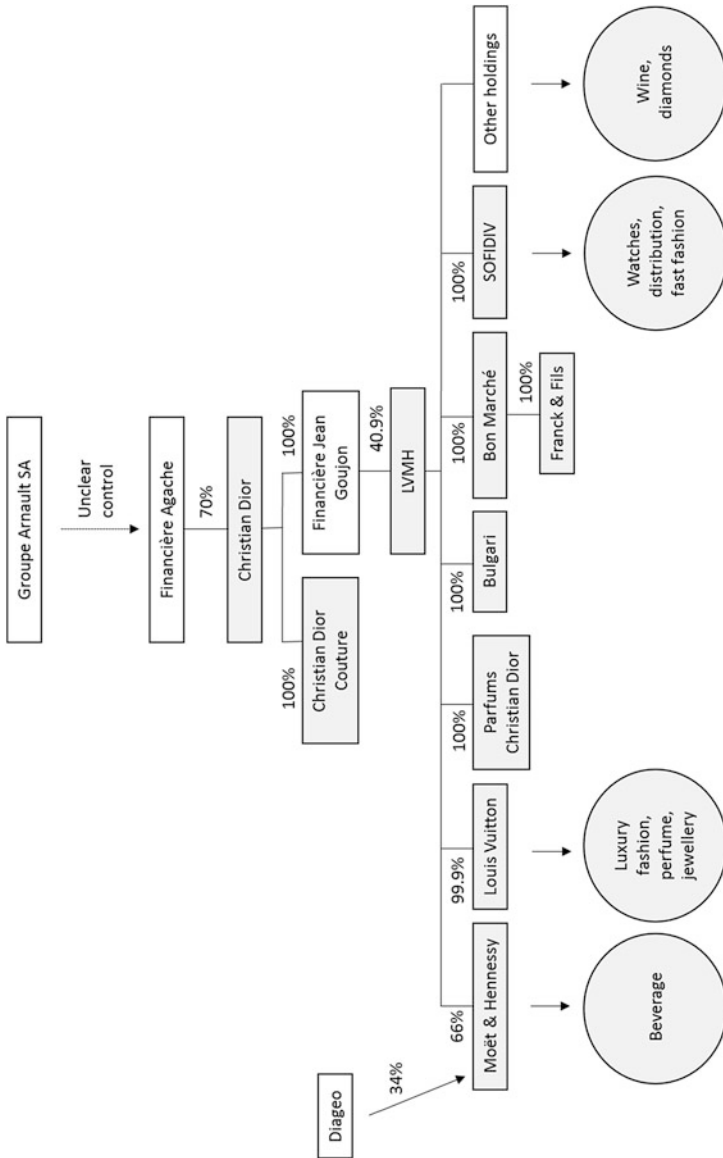 Groupe Arnault SA
Unclear
control
Financière Agache
70%
Christian Dior
100%
100%
Christian Dior
Couture
Financière Jean
Goujon
40.9%
LVMH
Diageo
34%
66%
99.9%
100%
100%
100%
100%
Moët & Hennessy
Louis Vuitton
Parfums
Christian Dior
Bulgari
Bon Marché
SOFIDIV
Other holdings
100%
Franck & Fils
Beverage
Luxury
fashion,
perfume,
jewellery
Watches,
distribution,
fast fashion
Wine,
diamonds